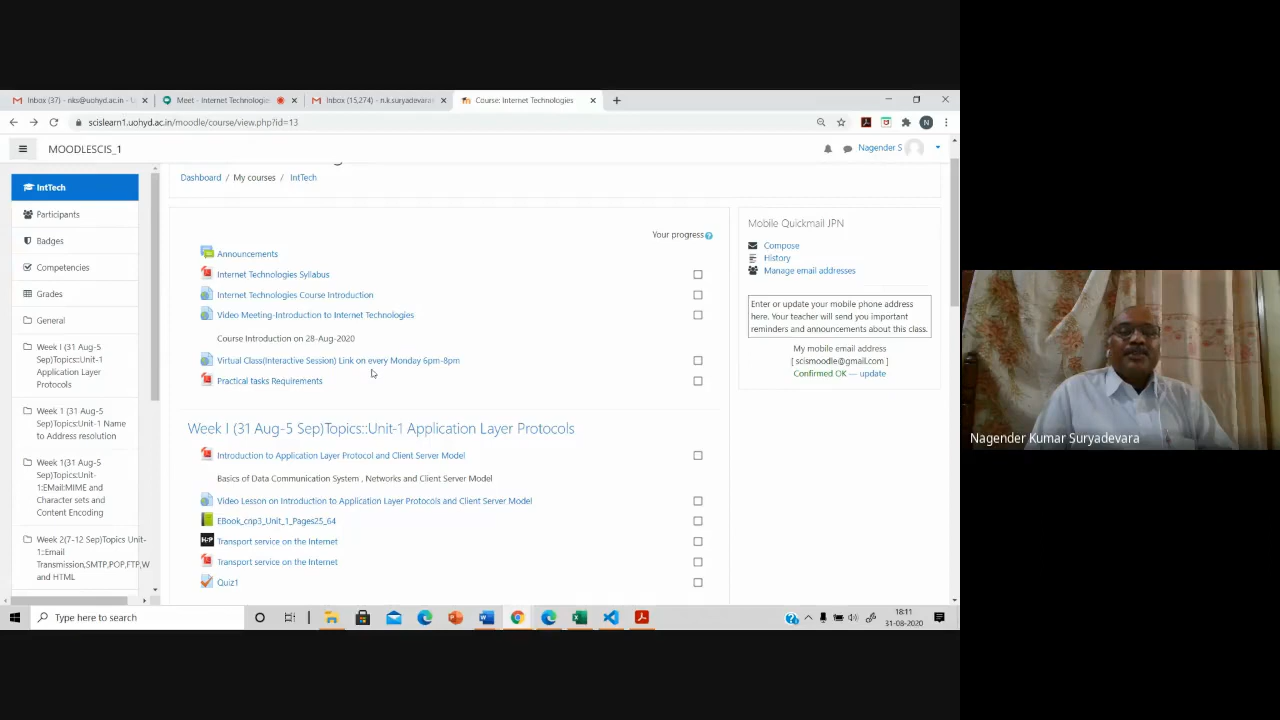 Inbox (37) - nks@uohyd.ac.in -
Meet - Internet Technologies
Inbox (15,274) - n.k.suryadevara
Course: Internet Technologies
scislearn1.uohyd.ac.in/moodle/course/view.php?id=13
MOODLESCIS_1
Nagender S
IntTech
Participants
Badges
Competencies
Grades
General
Week I (31 Aug-5
Sep)Topics::Unit-1
Application Layer
Protocols
Week 1 (31 Aug-5
Sep)Topics:Unit-1 Name
to Address resolution
Week 1(31 Aug-5
Sep)Topics:Unit-
1:EMail:MIME and
Character sets and
Content Encoding
Week 2(7-12 Sep)Topics Unit-
1::Email
Transmission,SMTP,POP,FTP,W
and HTML
Dashboard / My courses / IntTech
Your progress
Announcements
Internet Technologies Syllabus
Internet Technologies Course Introduction
Video Meeting-Introduction to Internet Technologies
Course Introduction on 28-Aug-2020
Virtual Class(Interactive Session) Link on every Monday 6pm-8pm
Practical tasks Requirements
Week I (31 Aug-5 Sep)Topics::Unit-1 Application Layer Protocols
Introduction to Application Layer Protocol and Client Server Model
Basics of Data Communication System , Networks and Client Server Model
Video Lesson on Introduction to Application Layer Protocols and Client Server Model
EBook_cnp3_Unit_1_Pages25_64
H-P Transport service on the Internet
Transport service on the Internet
Quiz1
Mobile Quickmail JPN
Compose
History
Manage email addresses
Enter or update your mobile phone address
here. Your teacher will send you important
reminders and announcements about this class.
My mobile email address
[ scismoodle@gmail.com ]
Confirmed OK — update
Nagender Kumar Suryadevara
Type here to search
18:11
31-08-2020